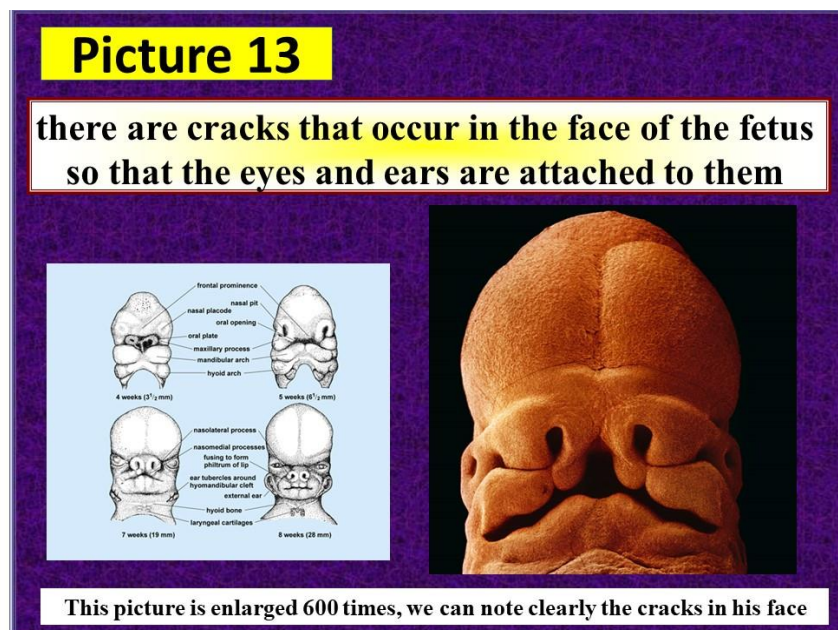 Picture 13
there are cracks that occur in the face of the fetus
so that the eyes and ears are attached to them
frontal prominence
nasal pit
nasal placode
oral opening
oral plate
maxillary process
mandibular arch
hyoid arch
4 weeks (3½ mm)
5 weeks (6½ mm)
nasolateral process
nasomedial processes
fusing to form
philtrum of lip
ear tubercles around
hyomandibular cleft
external ear
hyoid bone
laryngeal cartilages
7 weeks (19 mm)
8 weeks (28 mm)
This picture is enlarged 600 times, we can note clearly the cracks in his face